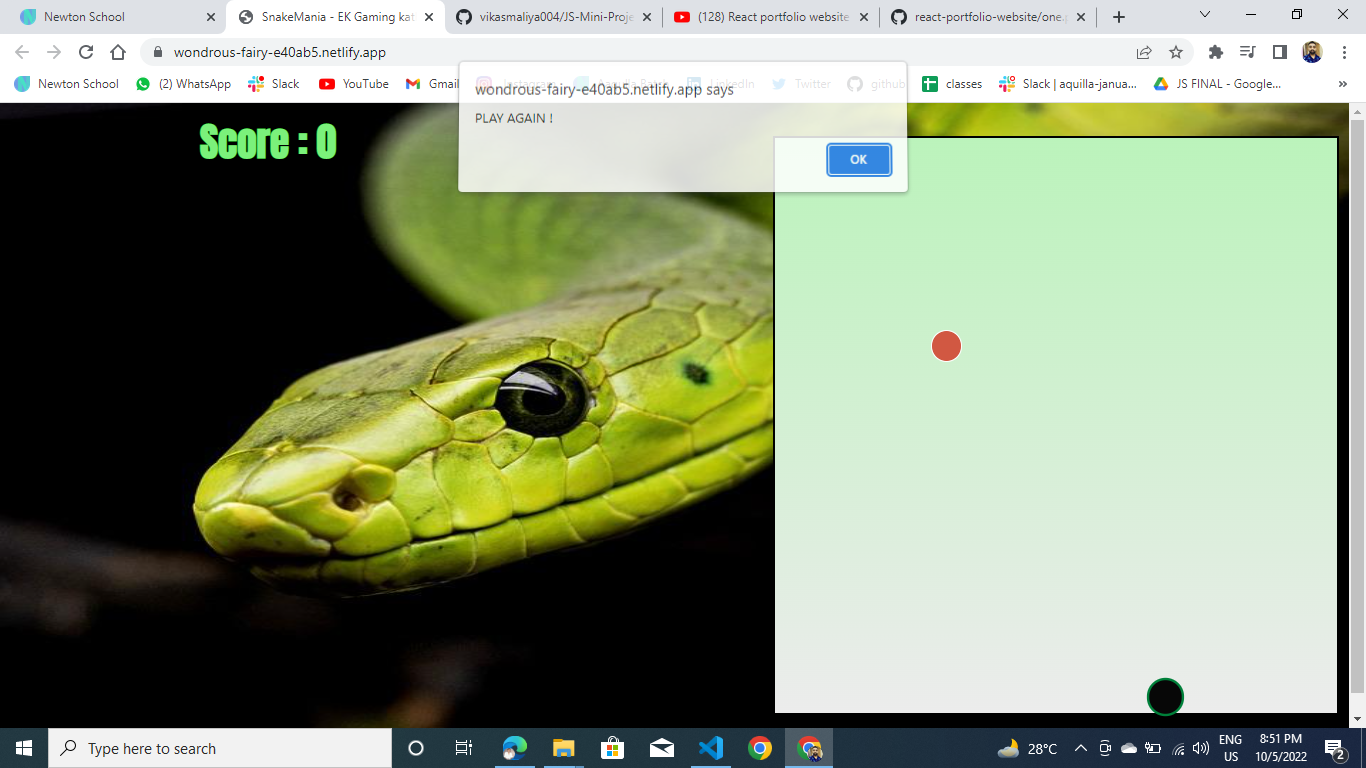 Newton School
SnakeMania - EK Gaming kat
vikasmaliya004/JS-Mini-Proje
(128) React portfolio website
react-portfolio-website/one.p
wondrous-fairy-e40ab5.netlify.app
Newton School
(2) WhatsApp
Slack
YouTube
Gmail
LinkedIn
Twitter
github
classes
Slack | aquilla-janua...
JS FINAL - Google...
»
wondrous-fairy-e40ab5.netlify.app says
PLAY AGAIN !
OK
Score : 0
Type here to search
28°C
ENG
US
8:51 PM
10/5/2022
2